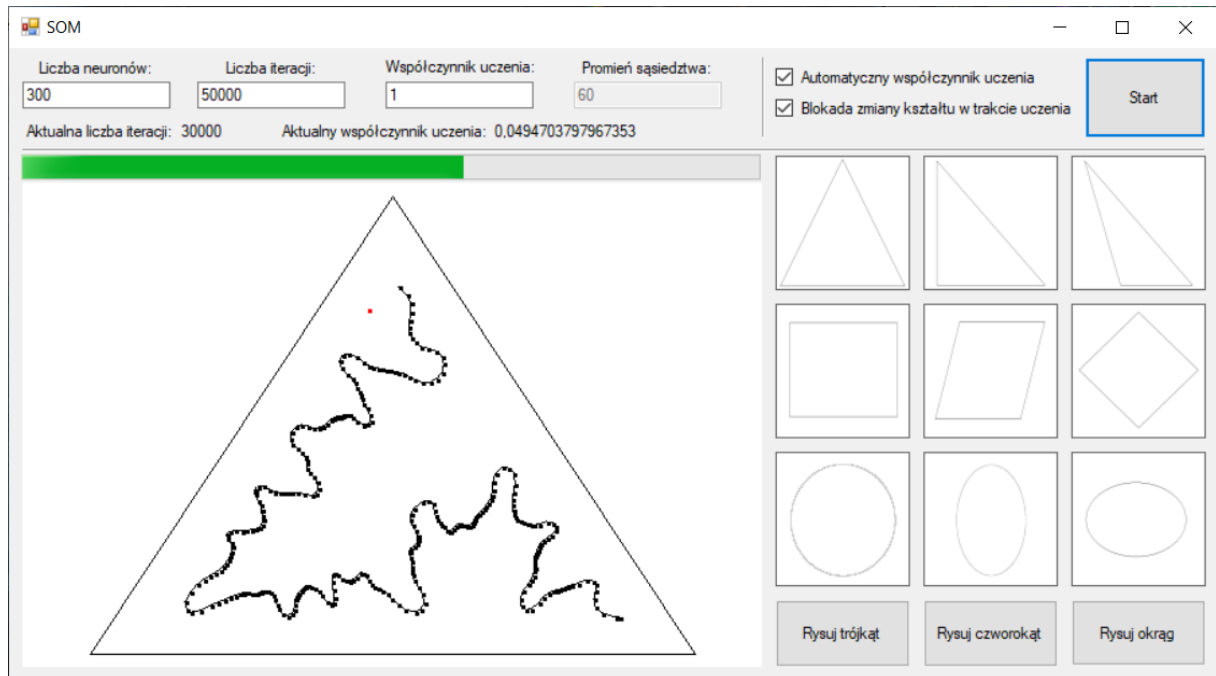 SOM
Liczba neuronów: Liczba iteracji: Współczynnik uczenia: Promień sąsiedztwa:
300 50000 1 60
Aktualna liczba iteracji: 30000 Aktualny współczynnik uczenia: 0,0494703797967353
Automatyczny współczynnik uczenia
Blokada zmiany kształtu w trakcie uczenia
Start
Rysuj trójkąt Rysuj czworokąt Rysuj okrąg